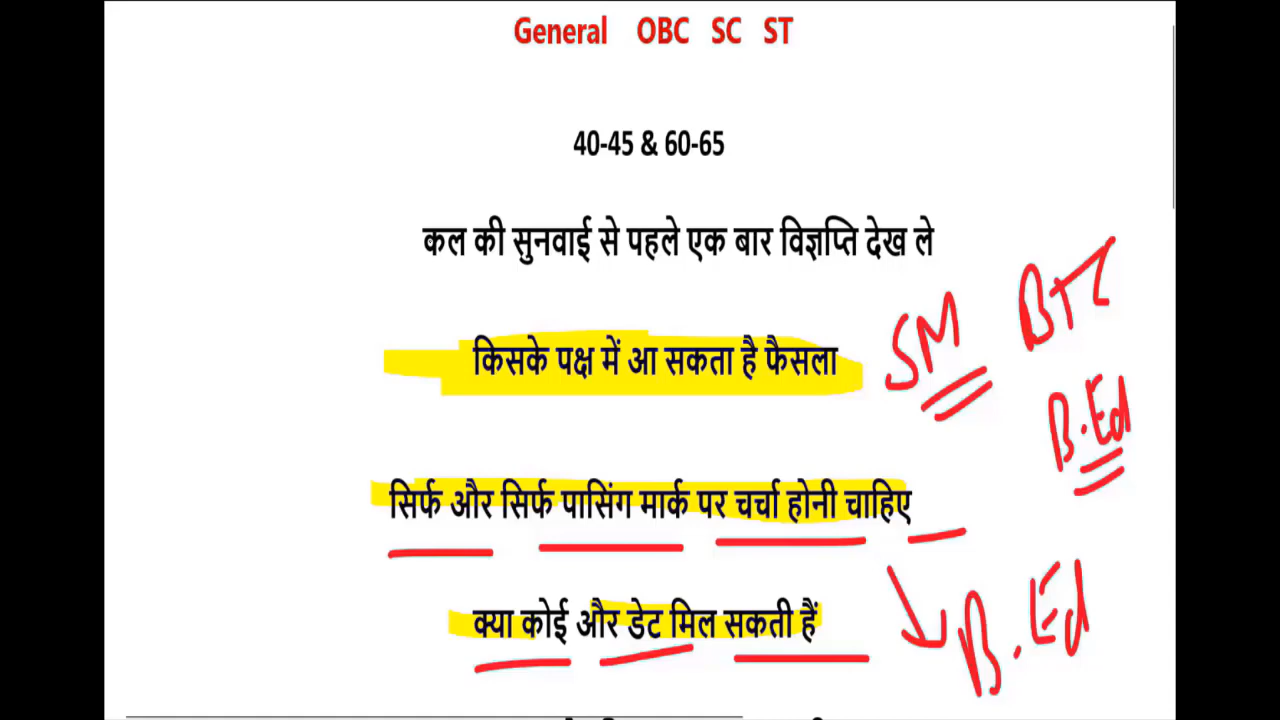 General OBC SC ST
40-45 & 60-65
कल की सुनवाई से पहले एक बार विज्ञप्ति देख ले
किसके पक्ष में आ सकता है फैसला
SM BTC
B.Ed
सिर्फ और सिर्फ पासिंग मार्क पर चर्चा होनी चाहिए
क्या कोई और डेट मिल सकती हैं
B.Ed